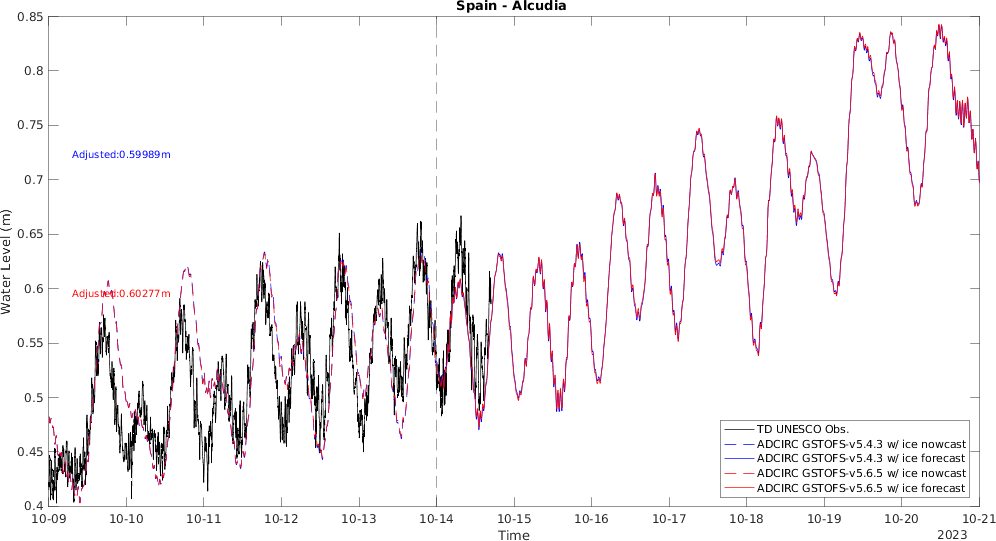 Spain - Alcudia
0.85
0.8
0.75
0.7
0.65
0.6
0.55
0.5
0.45
0.4
Water Level (m)
Adjusted:0.59989m
Adjusted:0.60277m
TD UNESCO Obs.
ADCIRC GSTOFS-v5.4.3 w/ ice nowcast
ADCIRC GSTOFS-v5.4.3 w/ ice forecast
ADCIRC GSTOFS-v5.6.5 w/ ice nowcast
ADCIRC GSTOFS-v5.6.5 w/ ice forecast
10-09 10-10 10-11 10-12 10-13 10-14 10-15 10-16 10-17 10-18 10-19 10-20 10-21
Time
2023